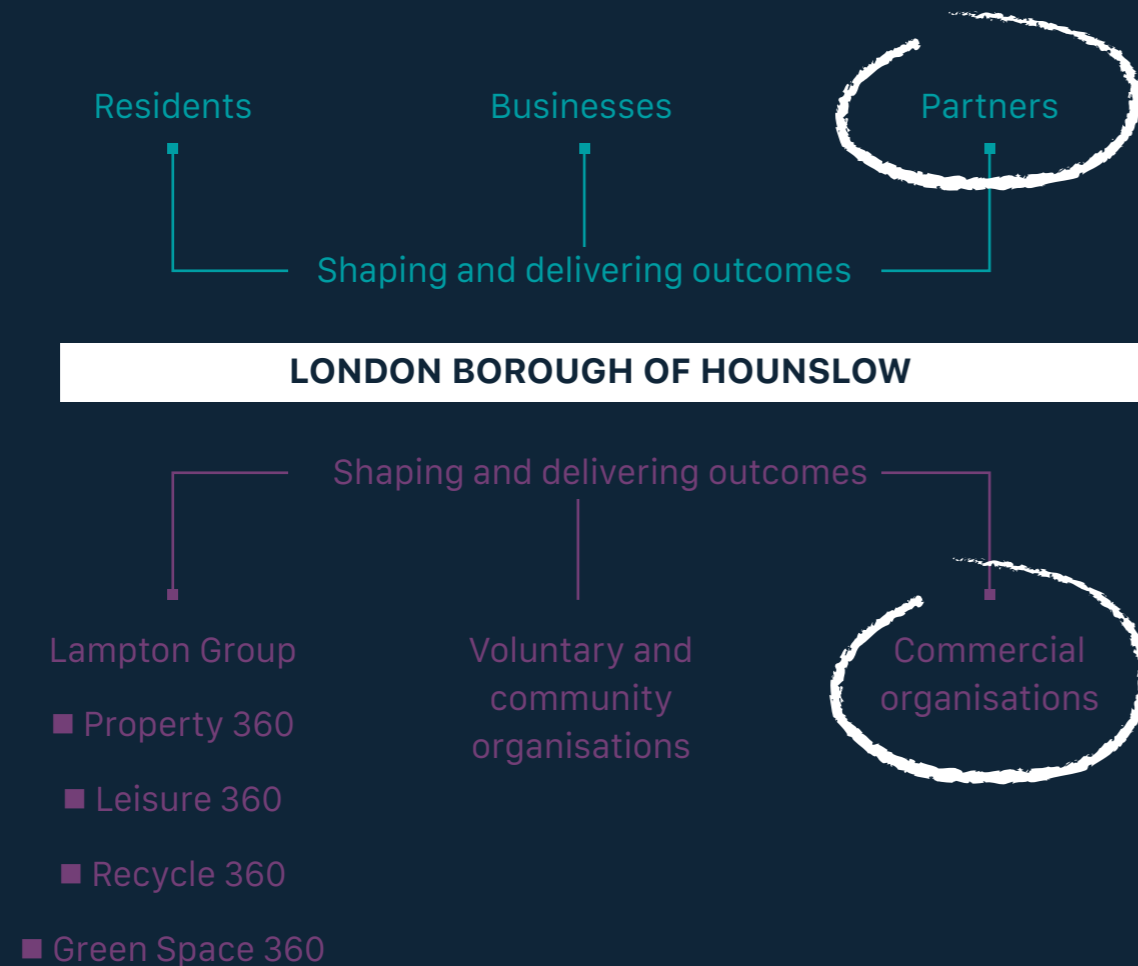 Residents
Businesses
Partners
Shaping and delivering outcomes
LONDON BOROUGH OF HOUNSLOW
Shaping and delivering outcomes
Lampton Group
Property 360
Leisure 360
Recycle 360
Green Space 360
Voluntary and
community
organisations
Commercial
organisations